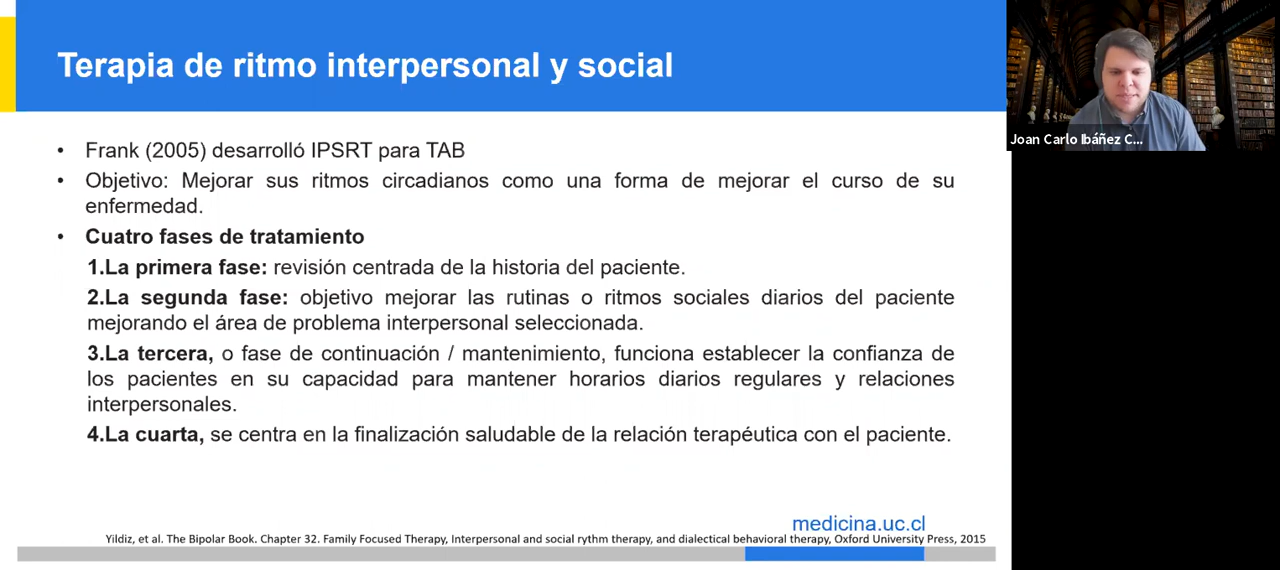 Terapia de ritmo interpersonal y social
Joan Carlo Ibáñez C...
• Frank (2005) desarrolló IPSRT para TAB
• Objetivo: Mejorar sus ritmos circadianos como una forma de mejorar el curso de su
enfermedad.
• Cuatro fases de tratamiento
1.La primera fase: revisión centrada de la historia del paciente.
2.La segunda fase: objetivo mejorar las rutinas o ritmos sociales diarios del paciente
mejorando el área de problema interpersonal seleccionada.
3.La tercera, o fase de continuación / mantenimiento, funciona establecer la confianza de
los pacientes en su capacidad para mantener horarios diarios regulares y relaciones
interpersonales.
4.La cuarta, se centra en la finalización saludable de la relación terapéutica con el paciente.
medicina.uc.cl
Yildiz, et al. The Bipolar Book. Chapter 32. Family Focused Therapy, Interpersonal and social rythm therapy, and dialectical behavioral therapy, Oxford University Press, 2015